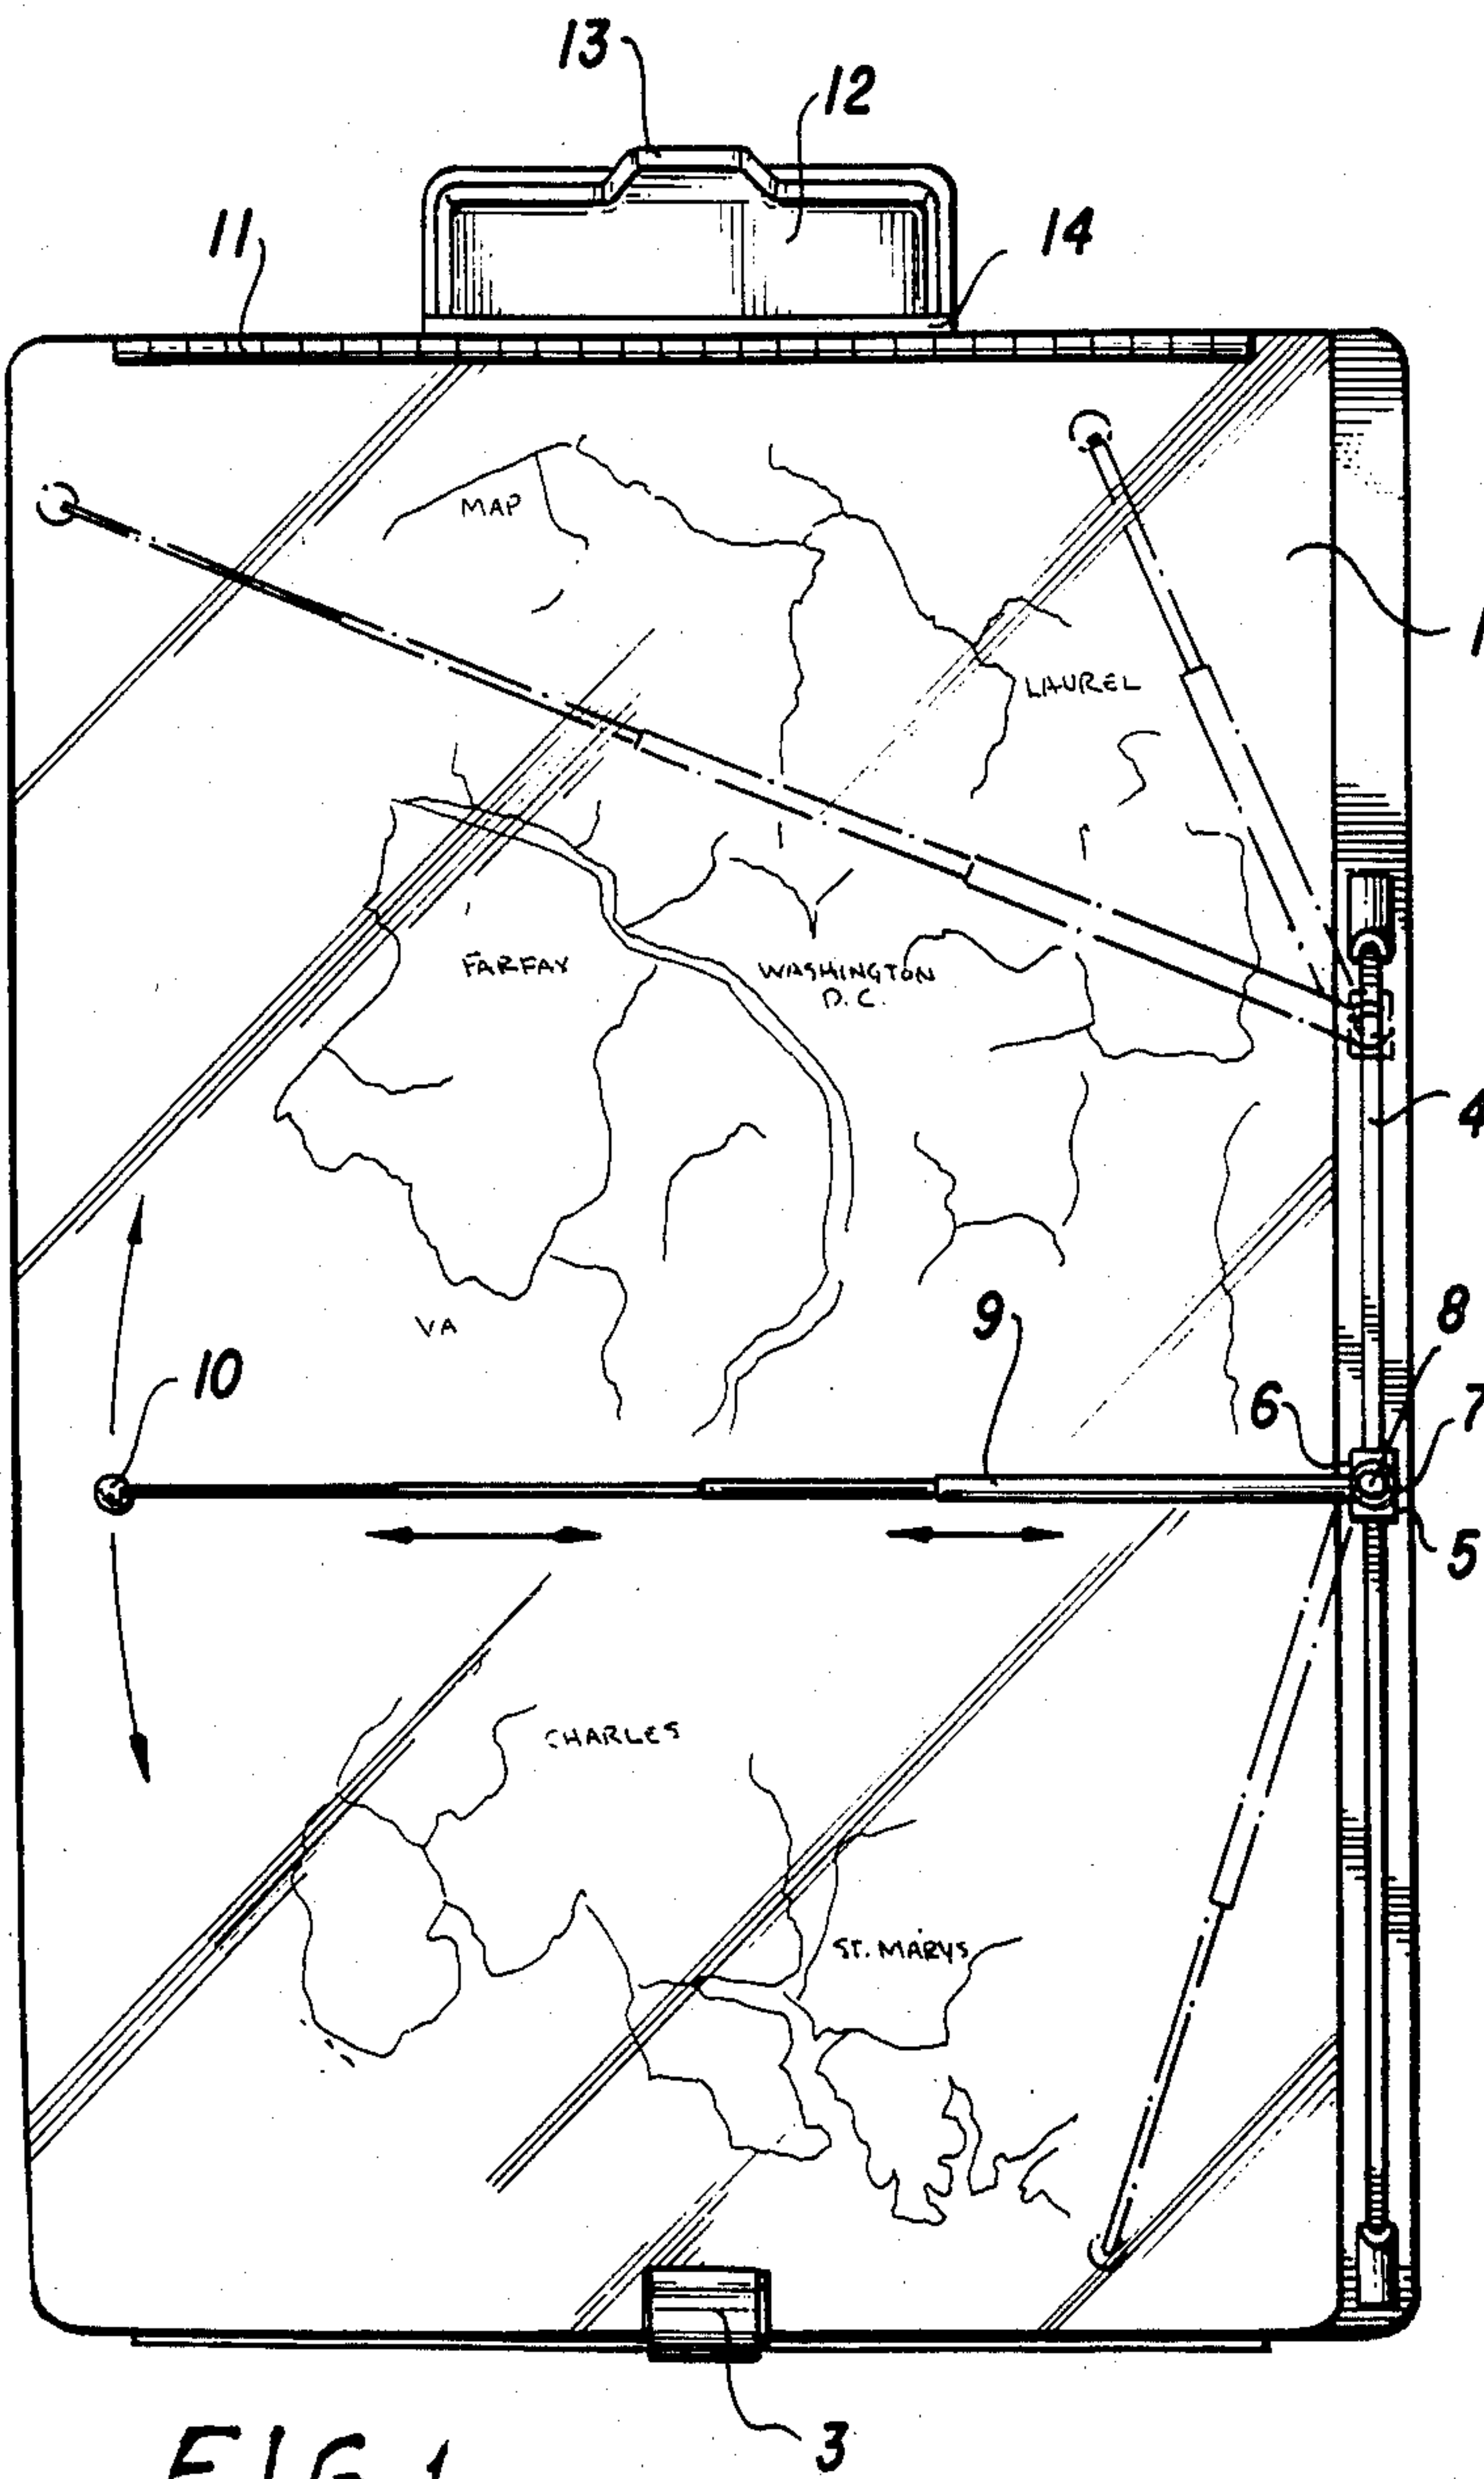 13
12
11
14
MAP
1
LAUREL
FARFAX
WASHINGTON
D.C.
4
VA
9
8
10
6
7
5
CHARLES
ST. MARYS
3
FIG. 1